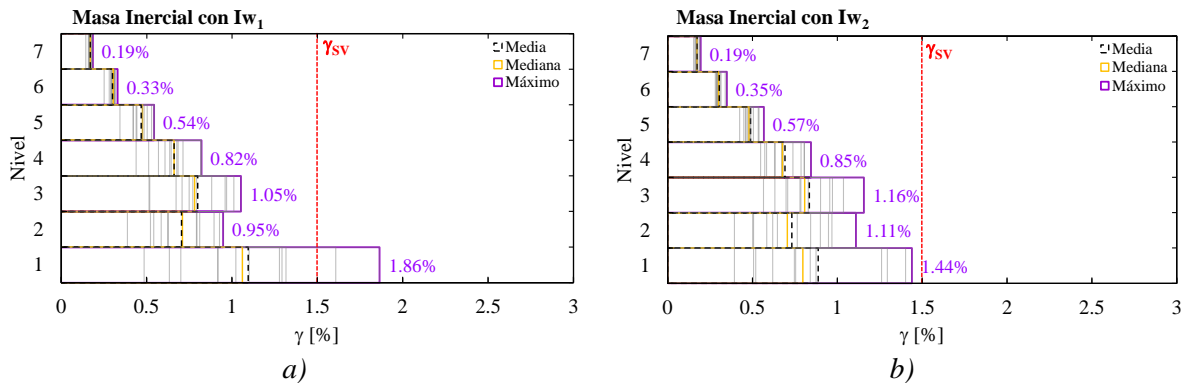 Masa Inercial con Iw1
γSV
Media
Mediana
Máximo
7
0.19%
6
0.33%
5
0.54%
4
0.82%
3
1.05%
2
0.95%
1
1.86%
Nivel
0 0.5 1 1.5 2 2.5 3
γ [%]
a)
Masa Inercial con Iw2
γSV
Media
Mediana
Máximo
7
0.19%
6
0.35%
5
0.57%
4
0.85%
3
1.16%
2
1.11%
1
1.44%
Nivel
0 0.5 1 1.5 2 2.5 3
γ [%]
b)